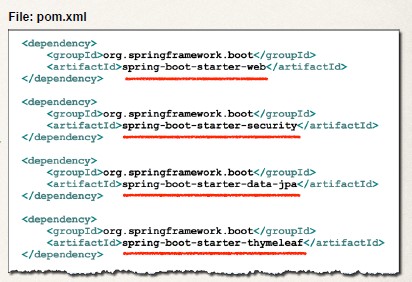 File: pom.xml
<dependency>
<groupId>org.springframework.boot</groupId>
<artifactId>spring-boot-starter-web</artifactId>
</dependency>
<dependency>
<groupId>org.springframework.boot</groupId>
<artifactId>spring-boot-starter-security</artifactId>
</dependency>
<dependency>
<groupId>org.springframework.boot</groupId>
<artifactId>spring-boot-starter-data-jpa</artifactId>
</dependency>
<dependency>
<groupId>org.springframework.boot</groupId>
<artifactId>spring-boot-starter-thymeleaf</artifactId>
</dependency>